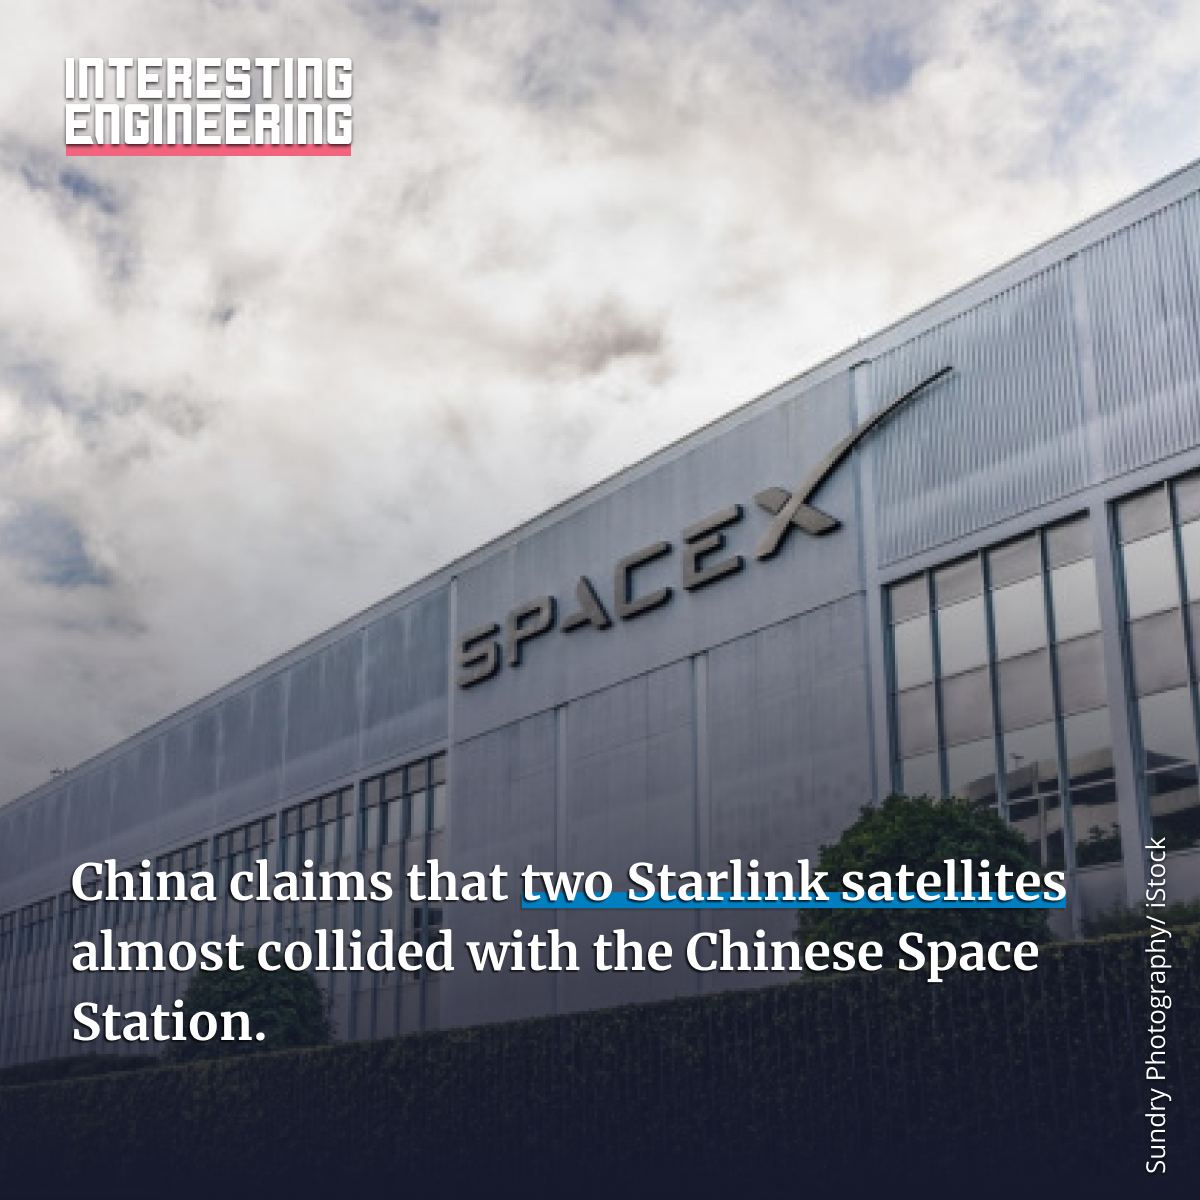 INTERESTING
ENGINEERING
SPACEX
China claims that two Starlink satellites
almost collided with the Chinese Space
Station.
Sundry Photography/ iStock